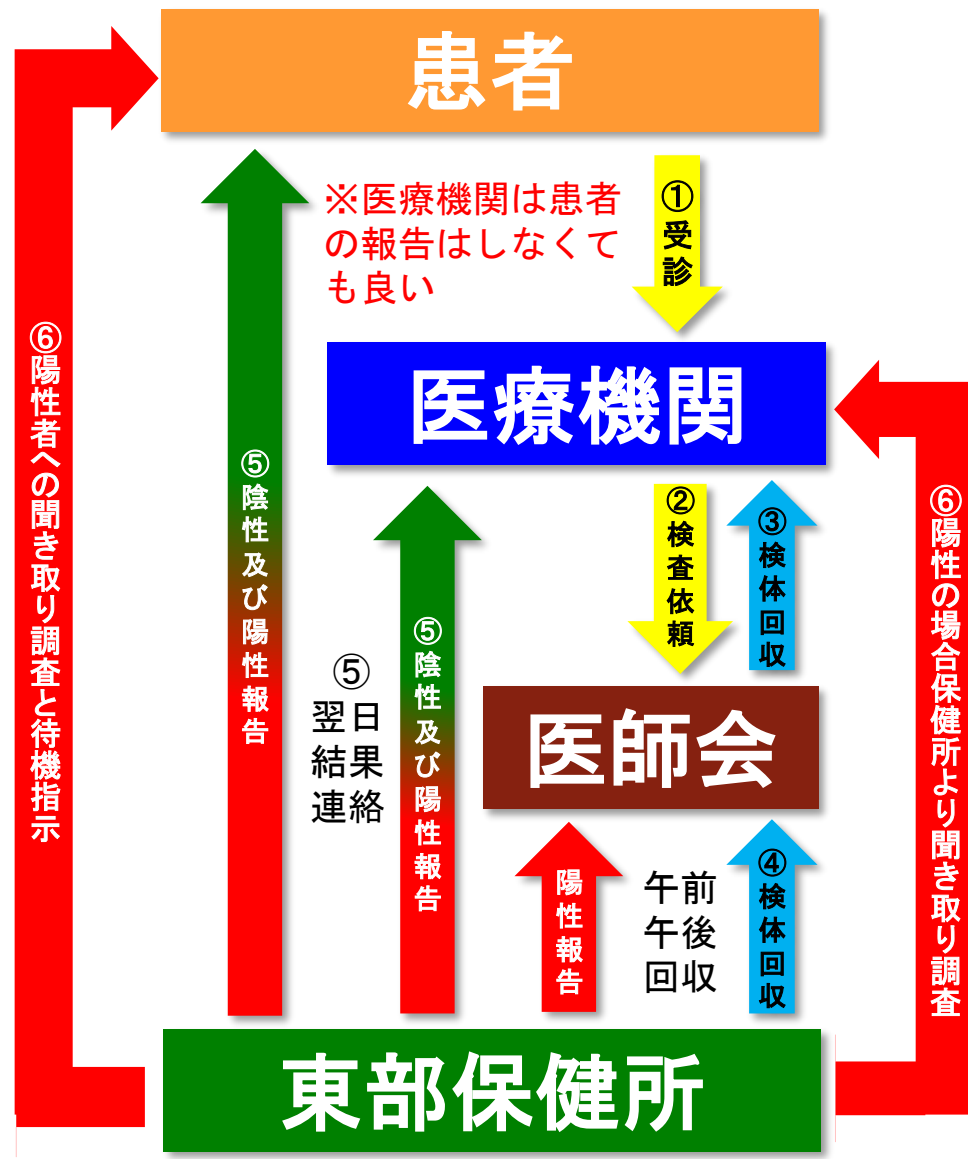 患者
※医療機関は患者
の報告はしなくて
も良い
①受診
医療機関
②検査依頼
③検体回収
⑤陰性及び陽性報告
⑤陰性及び陽性報告
⑤
翌日
結果
連絡
医師会
陽性報告
午前
午後
回収
④検体回収
⑥陽性者への聞き取り調査と待機指示
⑥陽性の場合保健所より聞き取り調査
東部保健所